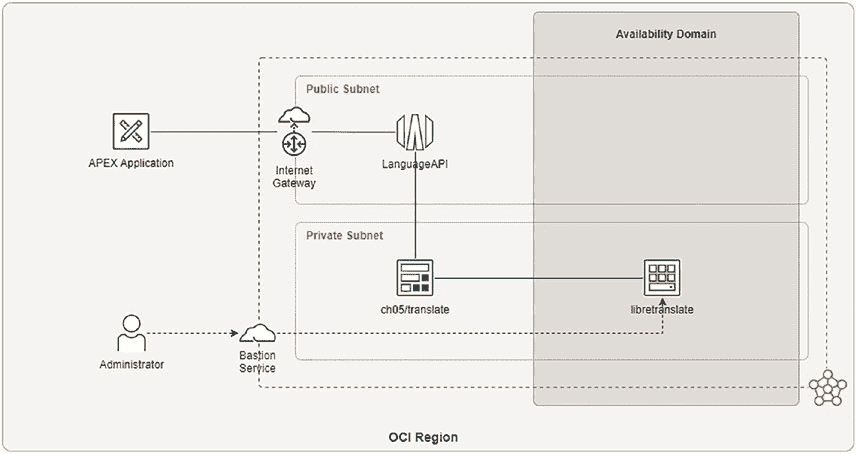 Availability Domain
Public Subnet
APEX Application
Internet
Gateway
LanguageAPI
Private Subnet
ch05/translate
libretranslate
Administrator
Bastion
Service
OCI Region